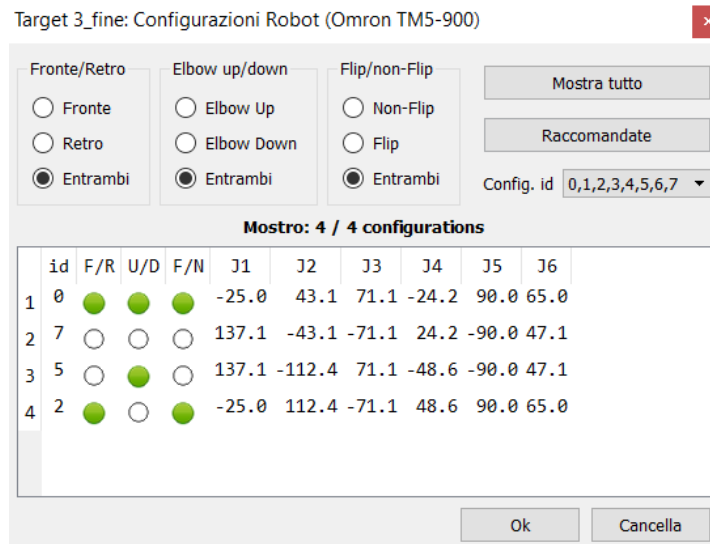 Target 3_fine: Configurazioni Robot (Omron TM5-900)
Fronte/Retro Elbow up/down Flip/non-Flip
Mostra tutto
Fronte Elbow Up Non-Flip
Retro Elbow Down Flip
Raccomandate
Entrambi Entrambi Entrambi
Config. id 0,1,2,3,4,5,6,7
Mostro: 4 / 4 configurations
id F/R U/D F/N J1 J2 J3 J4 J5 J6
1 0 -25.0 43.1 71.1 -24.2 90.0 65.0
2 7 137.1 -43.1 -71.1 24.2 -90.0 47.1
3 5 137.1 -112.4 71.1 -48.6 -90.0 47.1
4 2 -25.0 112.4 -71.1 48.6 90.0 65.0
Ok Cancella